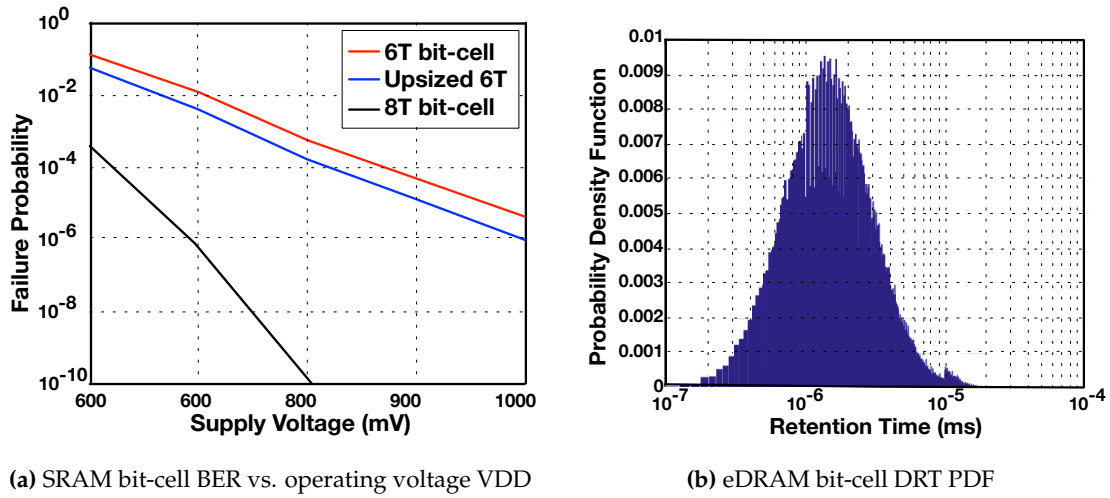 10^0
10^-2
10^-4
10^-6
10^-8
10^-10
Failure Probability
6T bit-cell
Upsized 6T
8T bit-cell
600 600 800 900 1000
Supply Voltage (mV)
(a) SRAM bit-cell BER vs. operating voltage VDD
0.01
0.009
0.008
0.007
0.006
0.005
0.004
0.003
0.002
0.001
0
Probability Density Function
10^-7 10^-6 10^-5 10^-4
Retention Time (ms)
(b) eDRAM bit-cell DRT PDF